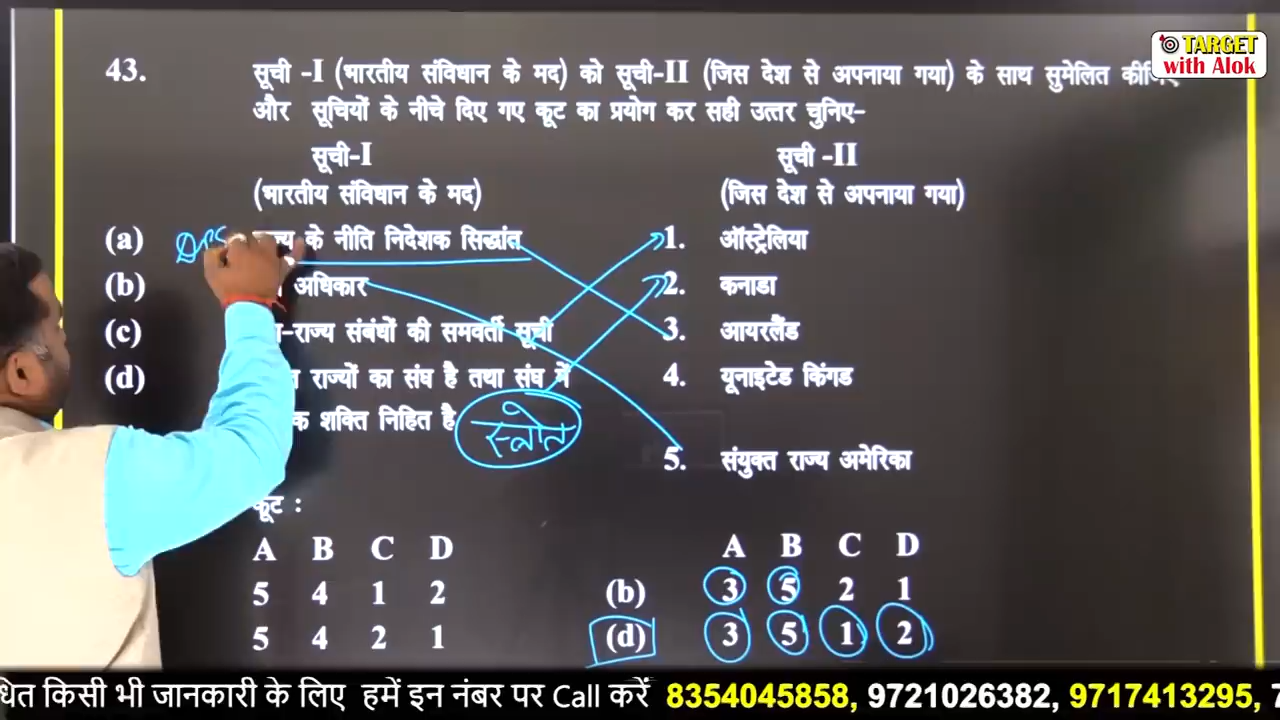 TARGET
with Alok
43. सूची -I (भारतीय संविधान के मद) को सूची-II (जिस देश से अपनाया गया) के साथ सुमेलित
और सूचियों के नीचे दिए गए कूट का प्रयोग कर सही उत्तर चुनिए-
सूची-I सूची -II
(भारतीय संविधान के मद) (जिस देश से अपनाया गया)
(a) के नीति निदेशक सिद्धांत 1. ऑस्ट्रेलिया
(b) अधिकार 2. कनाडा
(c) -राज्य संबंधों की समवर्ती सूची 3. आयरलैंड
(d) राज्यों का संघ है तथा संघ में 4. यूनाइटेड किंगड
शक्ति निहित है
स्त्रोत
5. संयुक्त राज्य अमेरिका
कूट :
A B C D A B C D
5 4 1 2 (b) 3 5 2 1
5 4 2 1 (d) 3 5 1 2
किसी भी जानकारी के लिए हमें इन नंबर पर Call करें 8354045858, 9721026382, 9717413295,